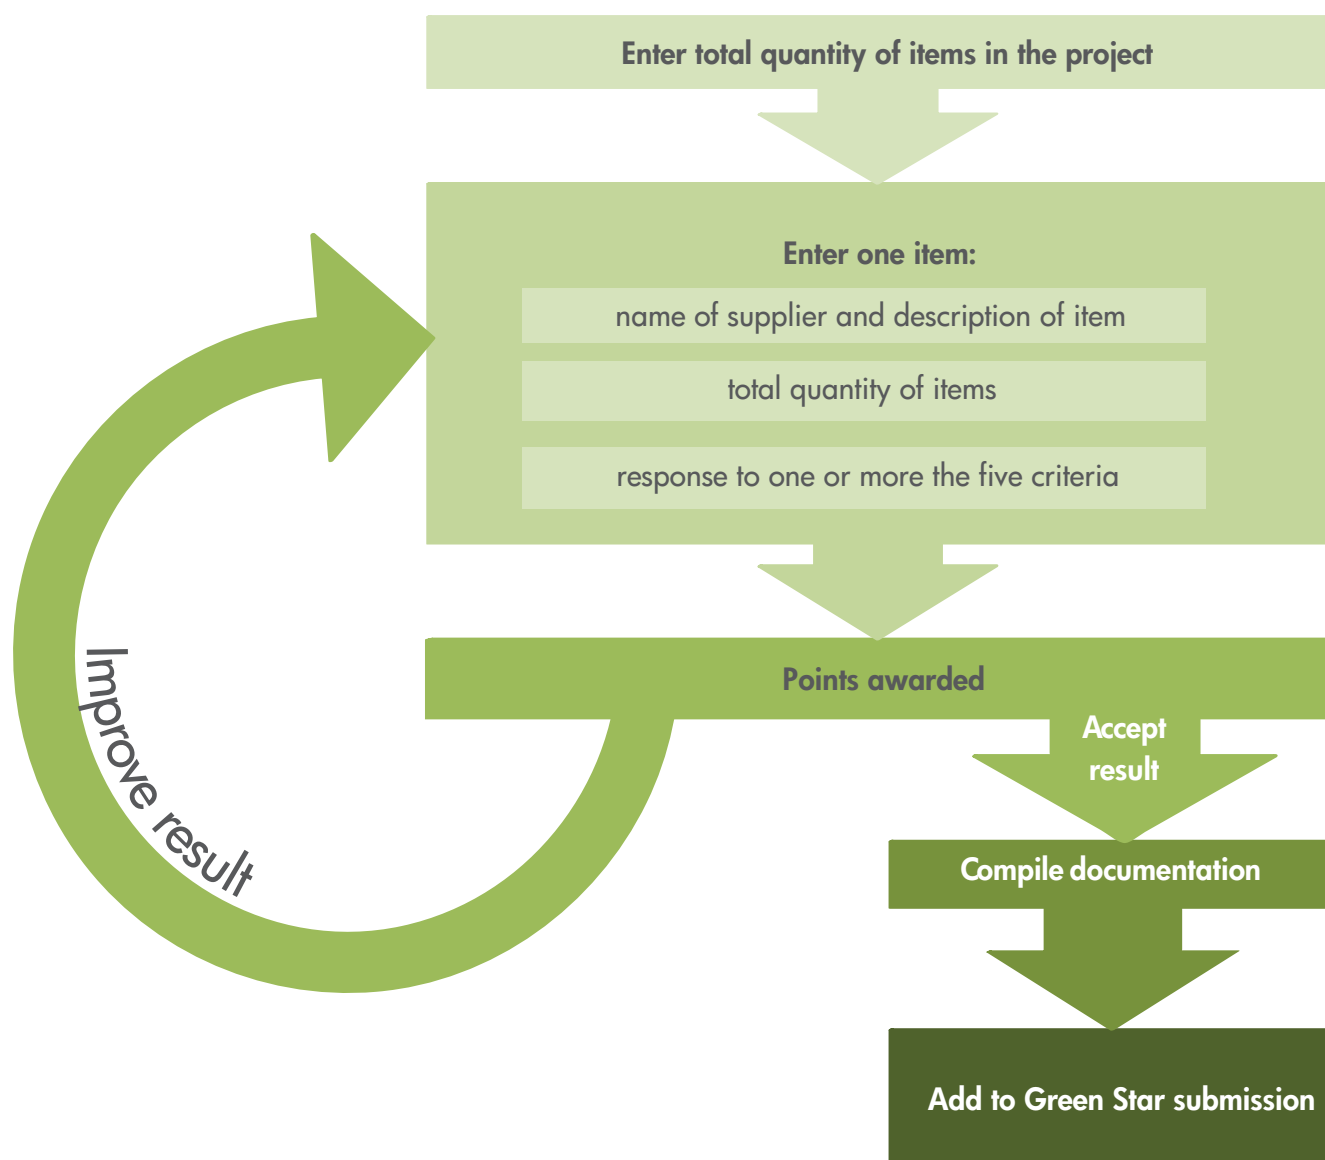 Enter total quantity of items in the project
Enter one item:
name of supplier and description of item
total quantity of items
response to one or more the five criteria
Points awarded
Improve result
Accept
result
Compile documentation
Add to Green Star submission